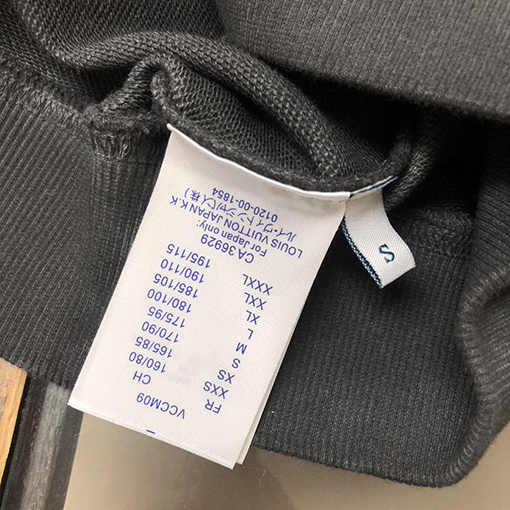 VCCM09
FR CH
XXS 160/80
XS 165/85
S 170/90
M 175/95
L 180/100
XL 185/105
XXL 190/110
XXXL 195/115
CA 36929
For Japan only:
LOUIS VUITTON JAPAN K.K
ルイ・ヴィトンジャパン(株)
0120-00-1854
S